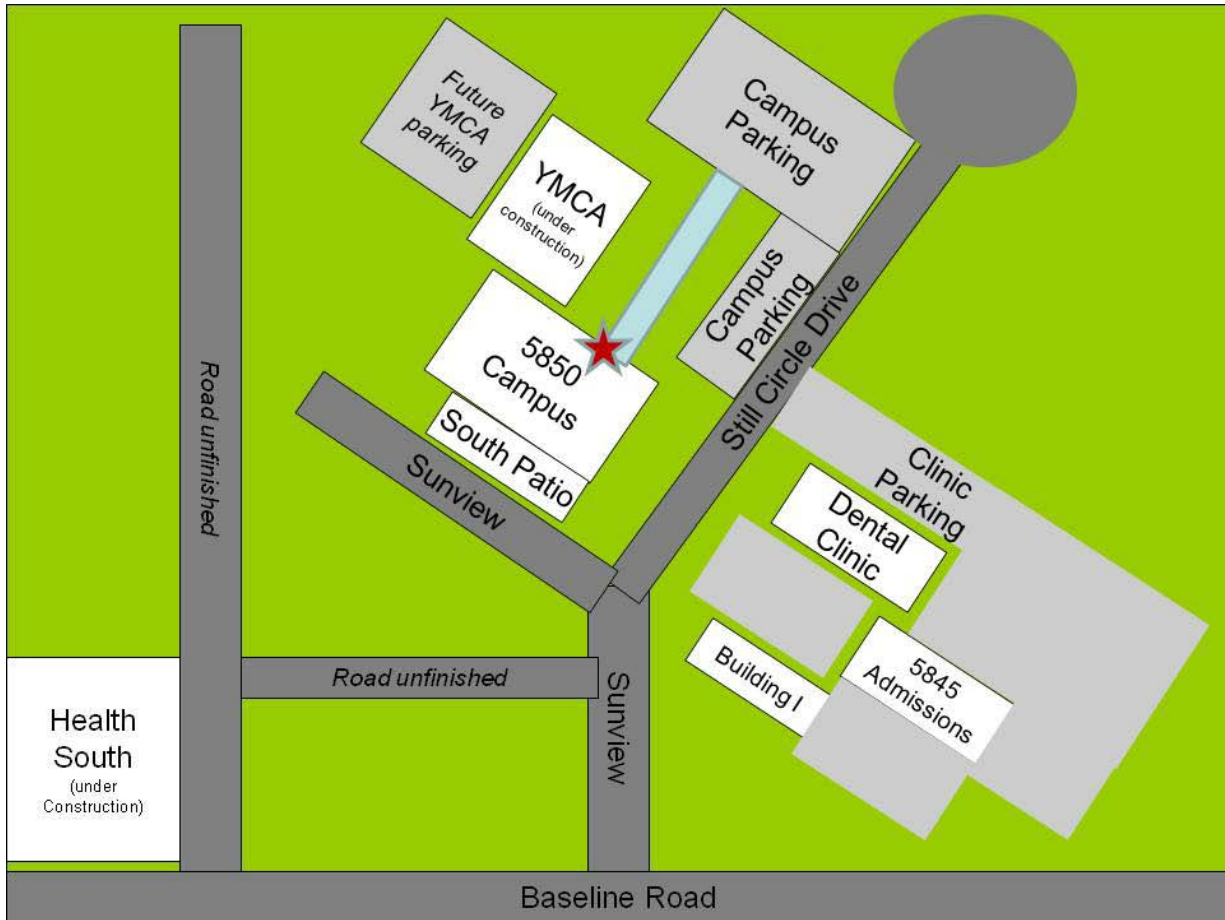 Future
YMCA
parking
YMCA
(under
construction)
Campus
Parking
Campus
Parking
5850
Campus
South Patio
Still Circle Drive
Road unfinished
Sunview
Clinic
Parking
Dental
Clinic
Building I
5845
Admissions
Road unfinished
Sunview
Health
South
(under
Construction)
Baseline Road